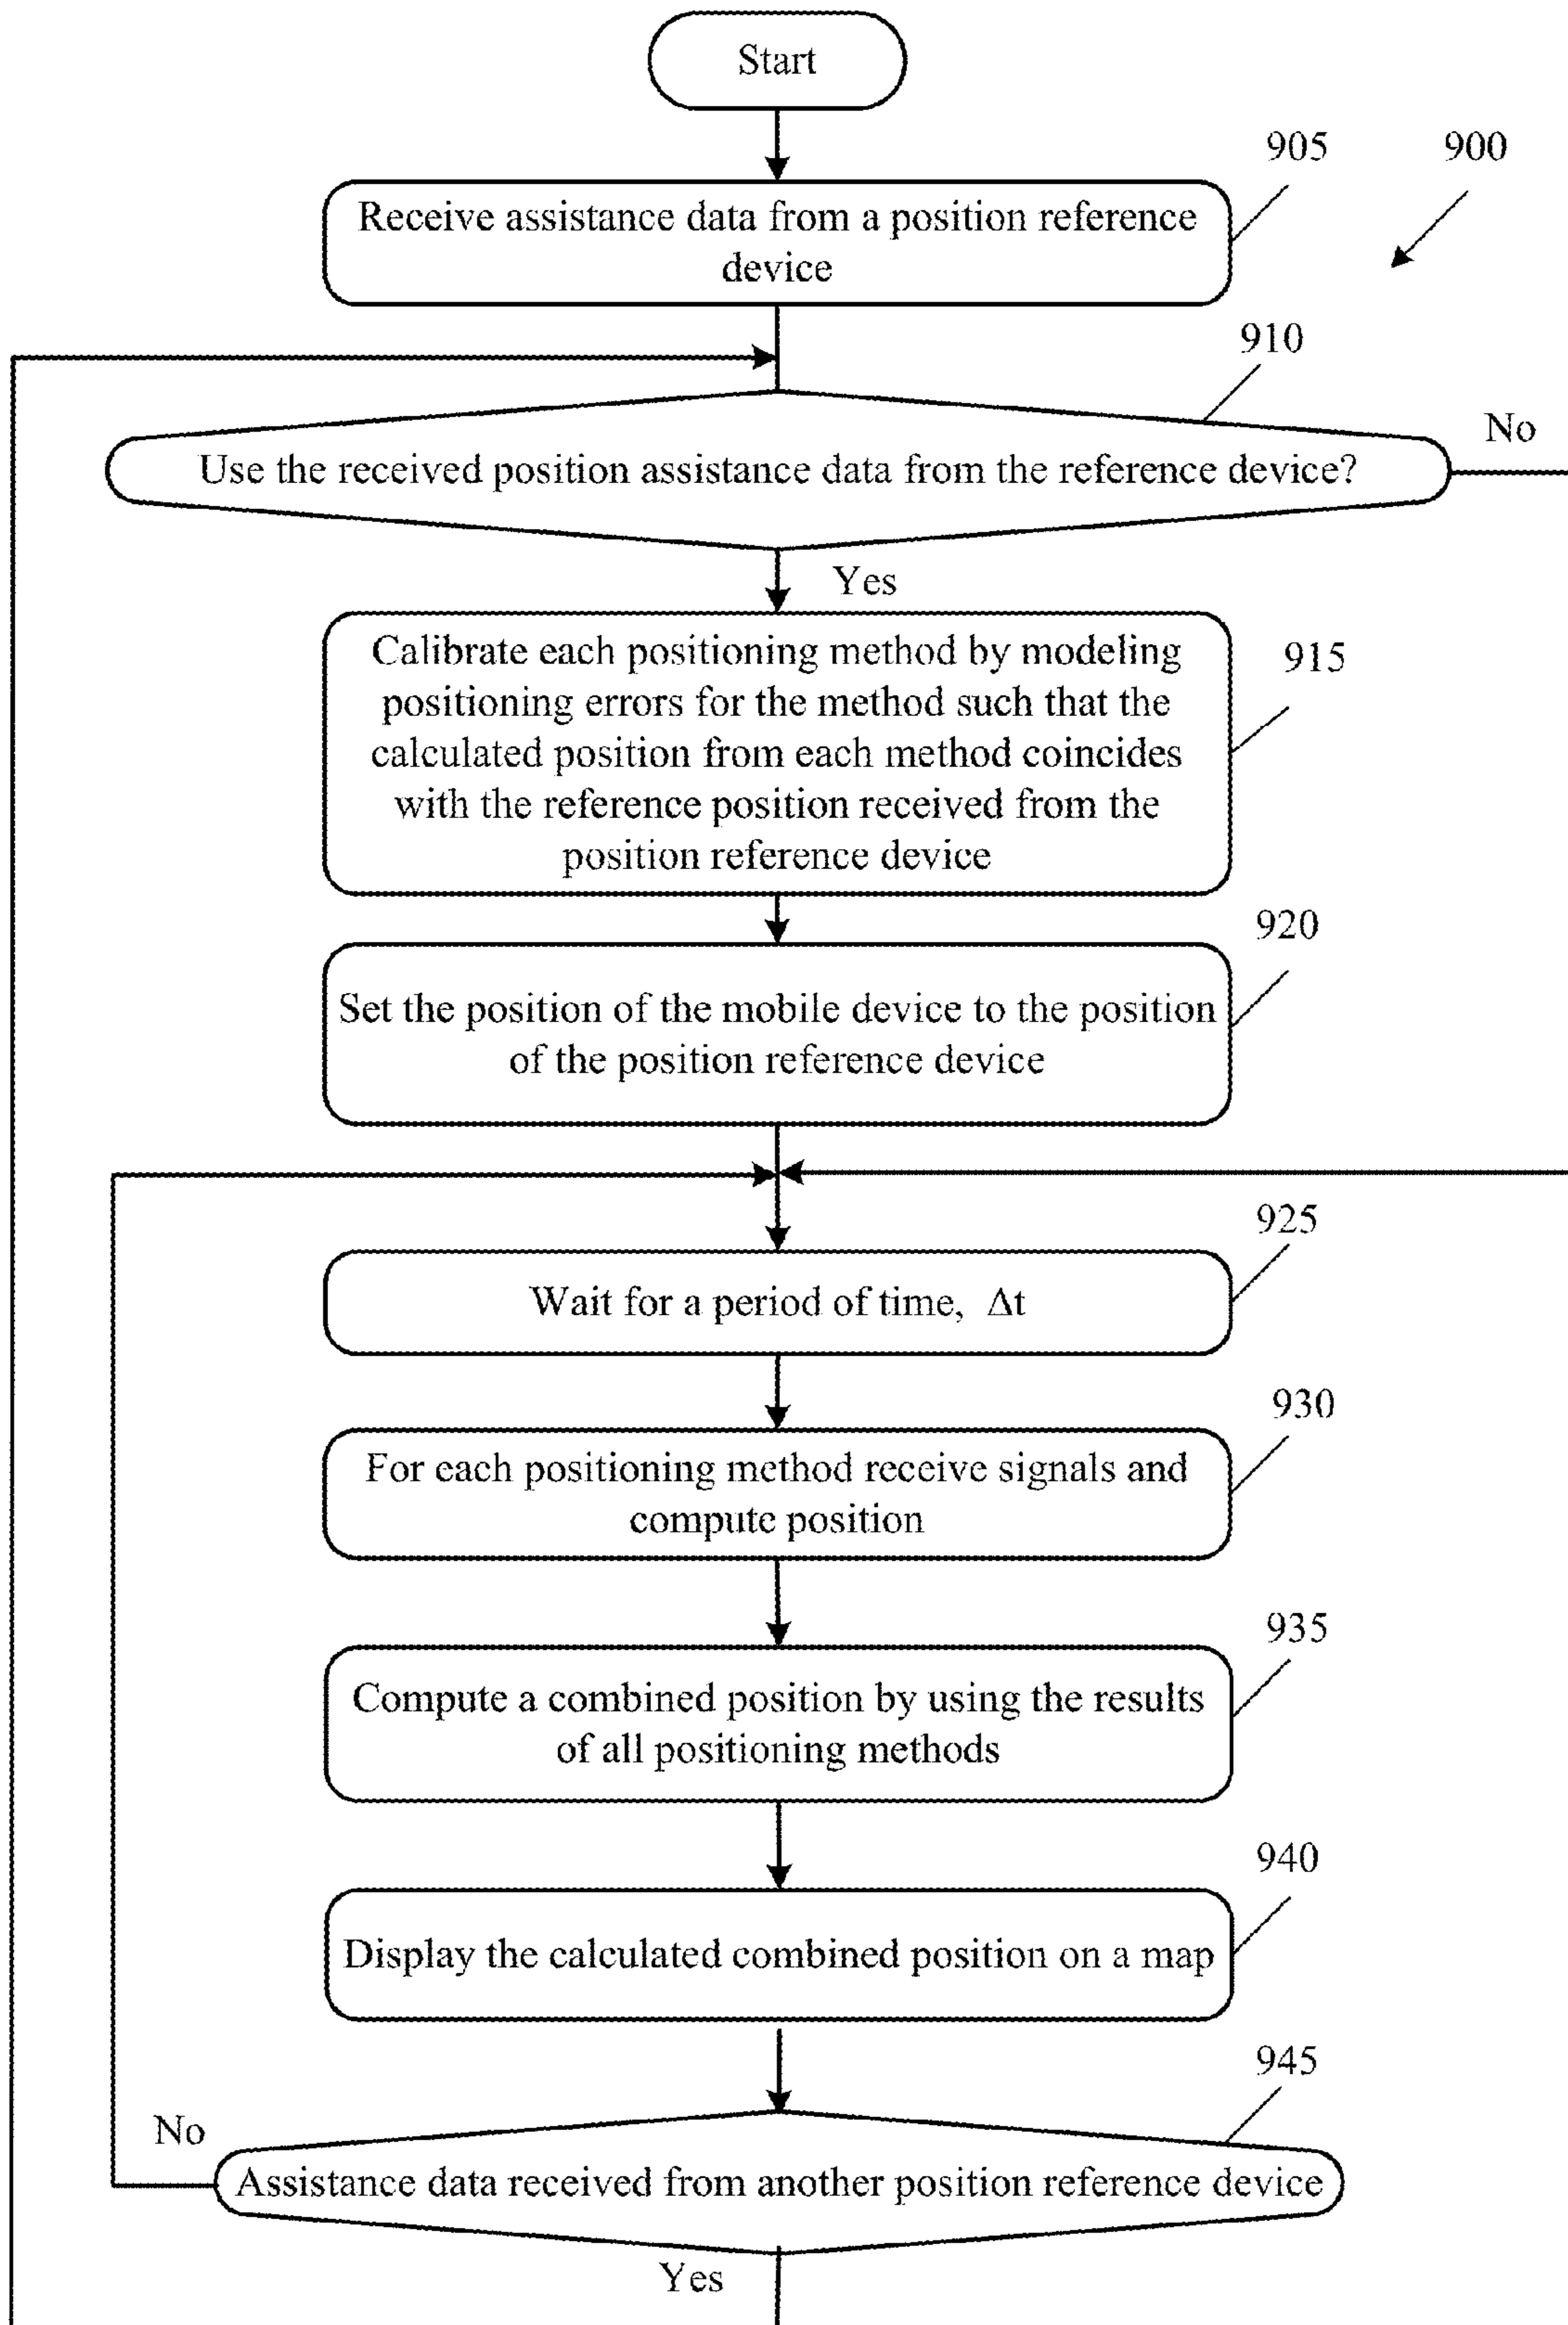 Start
905
900
Receive assistance data from a position reference
device
910
No
Use the received position assistance data from the reference device?
Yes
Calibrate each positioning method by modeling
positioning errors for the method such that the
calculated position from each method coincides
with the reference position received from the
position reference device
915
920
Set the position of the mobile device to the position
of the position reference device
925
Wait for a period of time, Δt
930
For each positioning method receive signals and
compute position
935
Compute a combined position by using the results
of all positioning methods
940
Display the calculated combined position on a map
945
No
Assistance data received from another position reference device
Yes